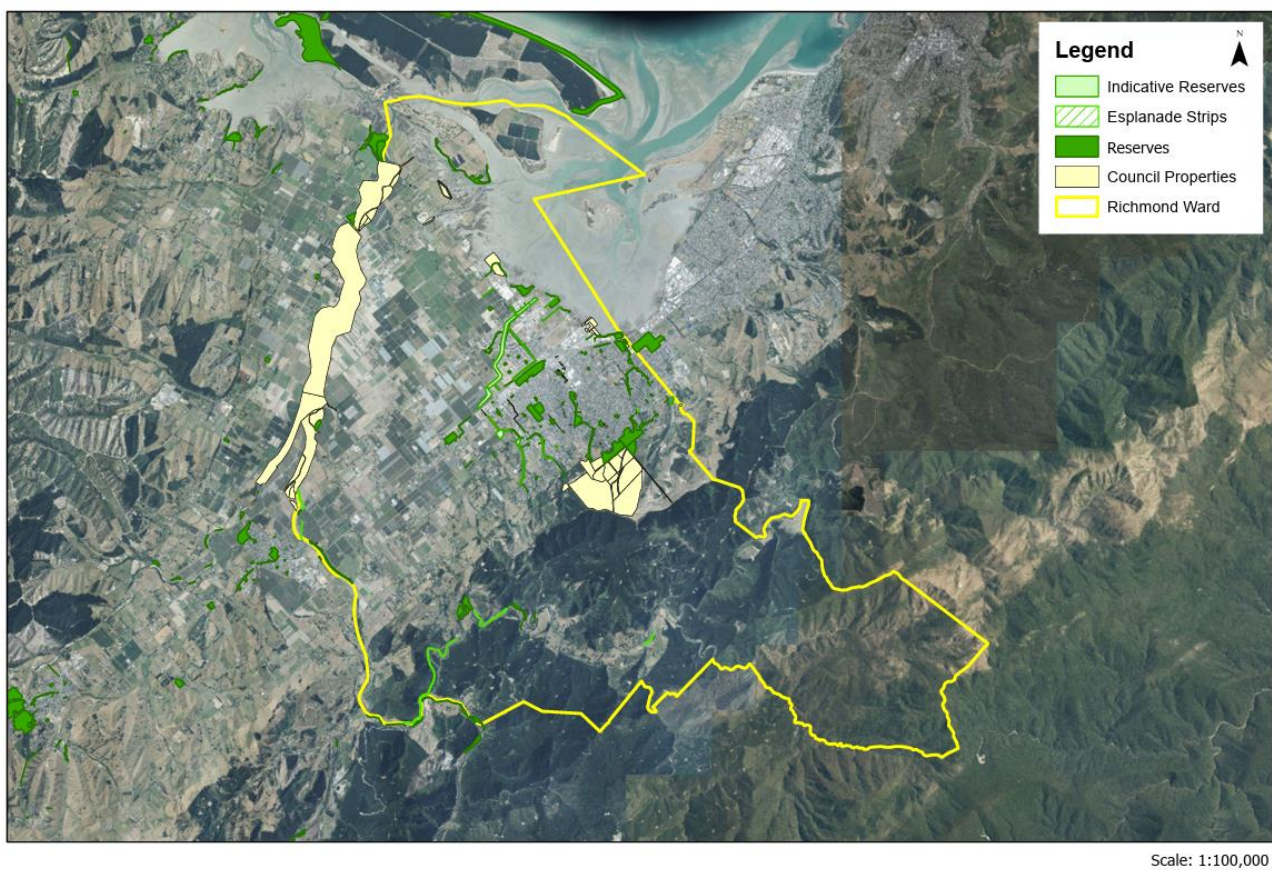 N
Legend
Indicative Reserves
Esplanade Strips
Reserves
Council Properties
Richmond Ward
Scale: 1:100,000